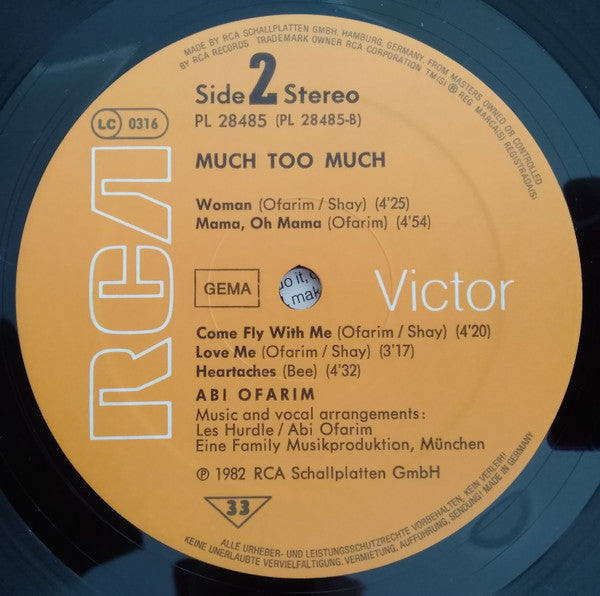 MADE BY RCA SCHALLPLATTEN GMBH, HAMBURG, GERMANY, FROM MASTERS OWNED OR CONTROLLED
BY RCA RECORDS TRADEMARK OWNER RCA CORPORATION TM(S) ® REG MARCA(S) REGISTRADA(S)
Side 2 Stereo
PL 28485 (PL 28485-B)
LC 0316
MUCH TOO MUCH
RCA
Woman (Ofarim / Shay) (4'25)
Mama, Oh Mama (Ofarim) (4'54)
GEMA
do it,
mak
Victor
Come Fly With Me (Ofarim / Shay) (4'20)
Love Me (Ofarim / Shay) (3'17)
Heartaches (Bee) (4'32)
ABI OFARIM
Music and vocal arrangements:
Les Hurdle / Abi Ofarim
Eine Family Musikproduktion, München
℗ 1982 RCA Schallplatten GmbH
33
ALLE URHEBER- UND LEISTUNGSSCHUTZRECHTE VORBEHALTEN, KEIN VERLEIH!
KEINE UNERLAUBTE VERVIELFÄLTIGUNG, VERMIETUNG, AUFFÜHRUNG, SENDUNG! MADE IN GERMANY